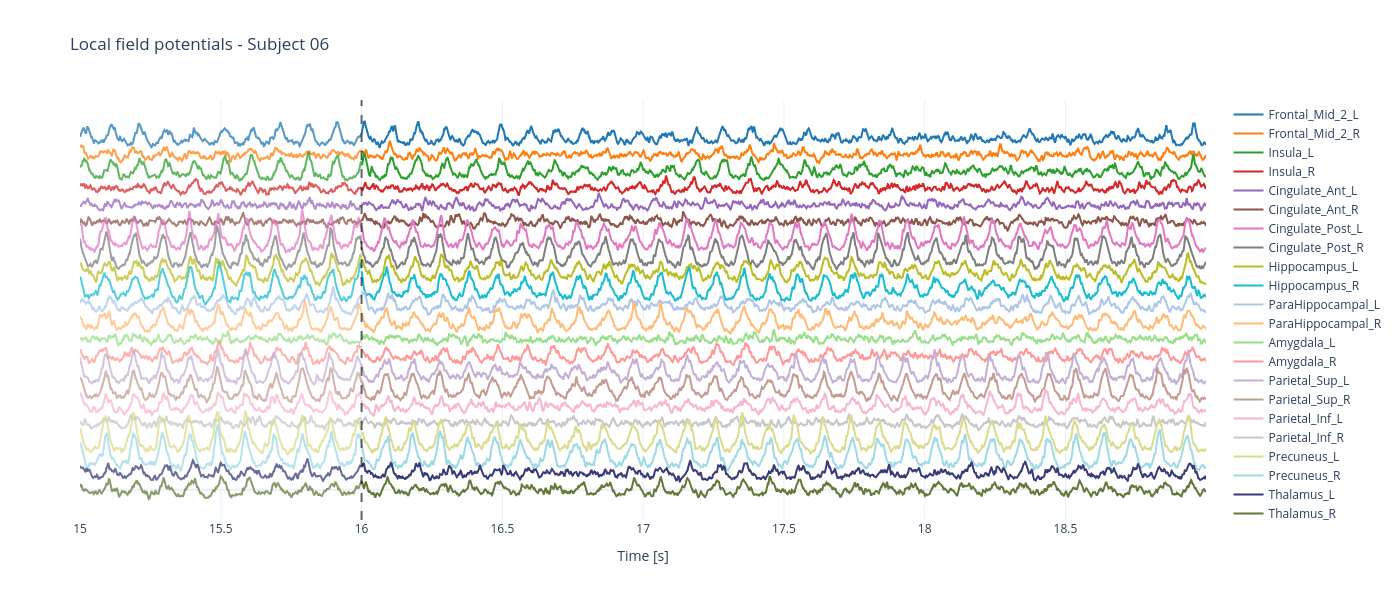 Local field potentials - Subject 06
Frontal_Mid_2_L
Frontal_Mid_2_R
Insula_L
Insula_R
Cingulate_Ant_L
Cingulate_Ant_R
Cingulate_Post_L
Cingulate_Post_R
Hippocampus_L
Hippocampus_R
ParaHippocampal_L
ParaHippocampal_R
Amygdala_L
Amygdala_R
Parietal_Sup_L
Parietal_Sup_R
Parietal_Inf_L
Parietal_Inf_R
Precuneus_L
Precuneus_R
Thalamus_L
Thalamus_R
15 15.5 16 16.5 17 17.5 18 18.5
Time [s]